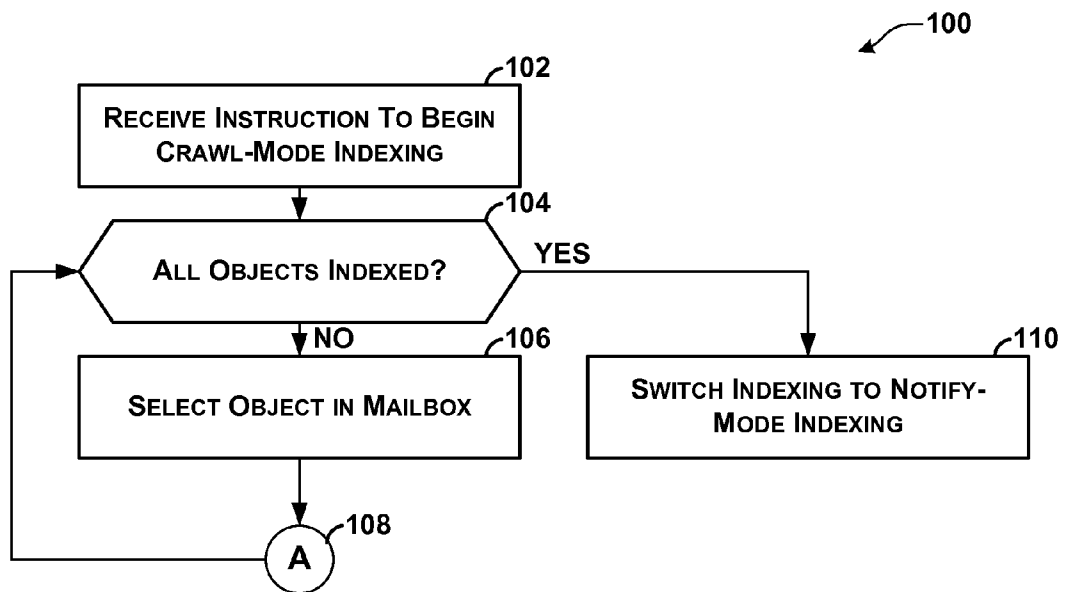 100
102
RECEIVE INSTRUCTION TO BEGIN
CRAWL-MODE INDEXING
104
ALL OBJECTS INDEXED?
YES
NO
106
SELECT OBJECT IN MAILBOX
110
SWITCH INDEXING TO NOTIFY-
MODE INDEXING
108
A